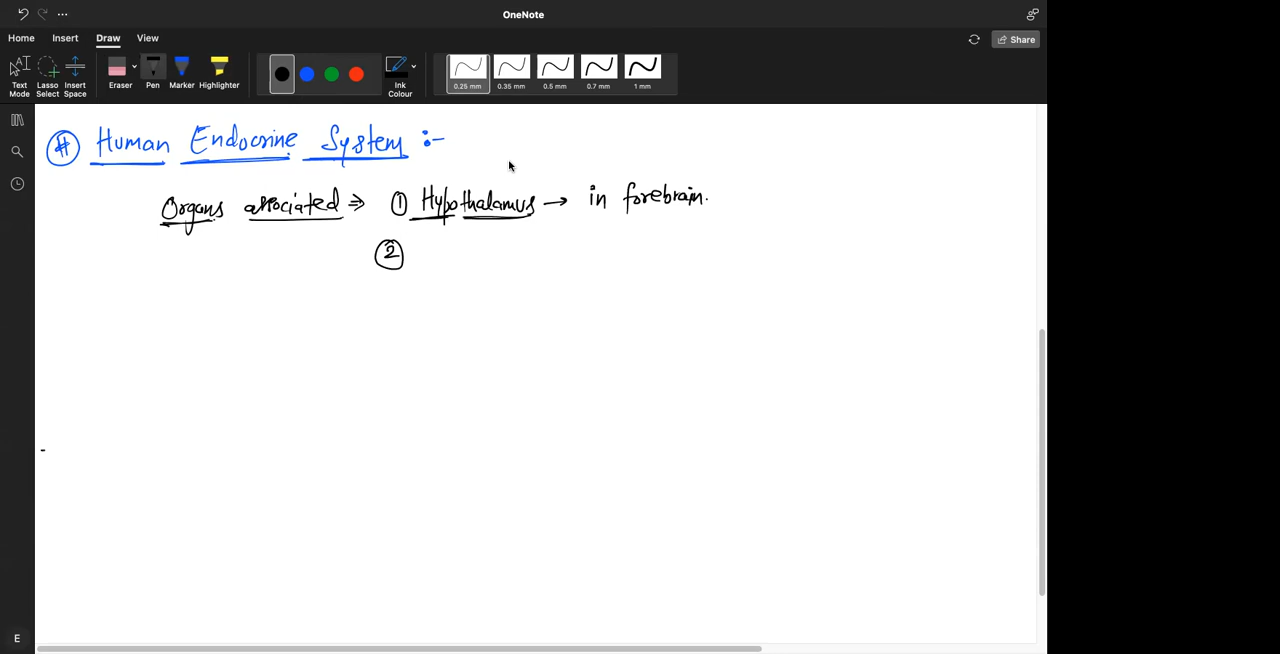 OneNote
Home Insert Draw View
Share
Text Mode
Lasso Select
Insert Space
Eraser
Pen
Marker
Highlighter
Ink Colour
0.25 mm
0.35 mm
0.5 mm
0.7 mm
1 mm
# Human Endocrine System :-
Organs associated ⇒ ① Hypothalamus → in forebrain.
②
E